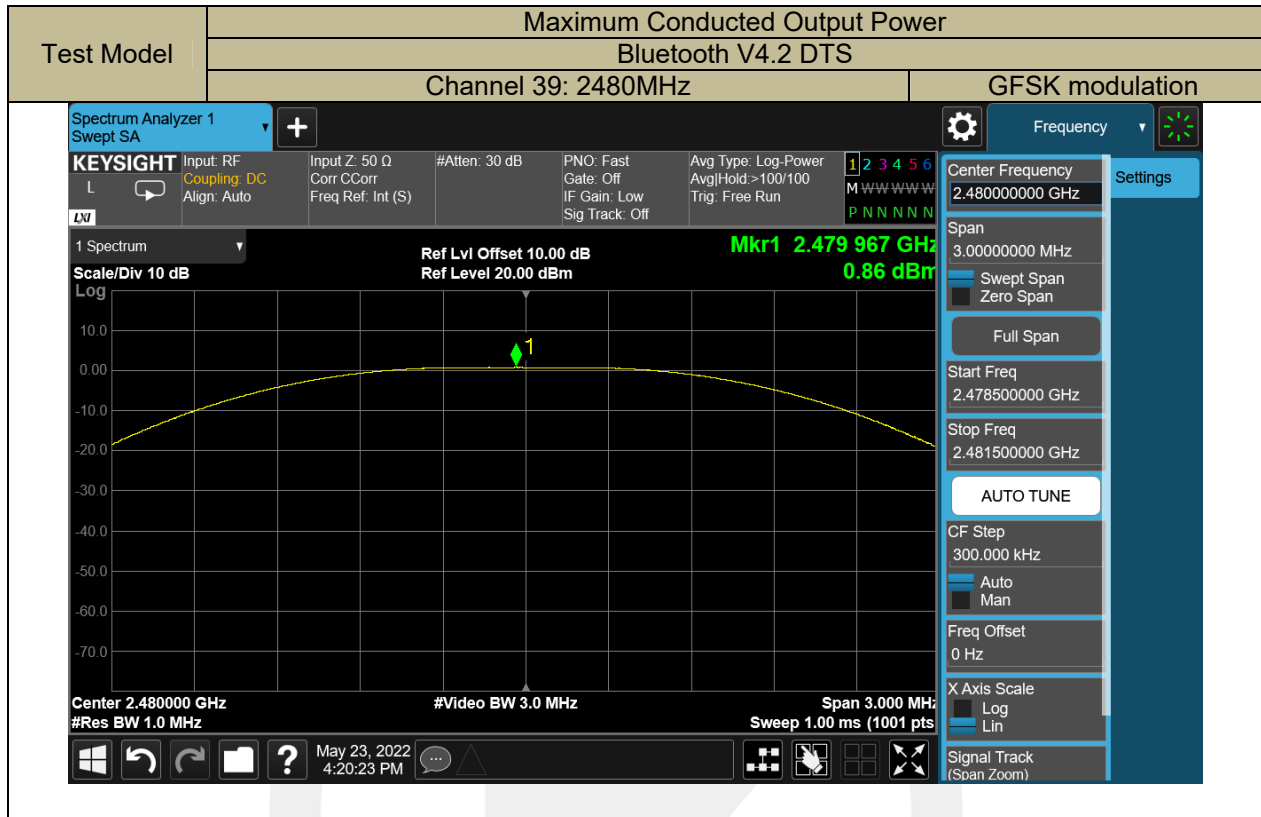 Test Model
Maximum Conducted Output Power
Bluetooth V4.2 DTS
Channel 39: 2480MHz
GFSK modulation
Spectrum Analyzer 1
Swept SA
Frequency
KEYSIGHT
L
LXI
Input: RF
Coupling: DC
Align: Auto
Input Z: 50 Ω
Corr CCorr
Freq Ref: Int (S)
#Atten: 30 dB
PNO: Fast
Gate: Off
IF Gain: Low
Sig Track: Off
Avg Type: Log-Power
Avg|Hold:>100/100
Trig: Free Run
1 2 3 4 5 6
M W W W W W
P N N N N N
1 Spectrum
Scale/Div 10 dB
Ref Lvl Offset 10.00 dB
Ref Level 20.00 dBm
Mkr1 2.479 967 GHz
0.86 dBm
Log
10.0
0.00
-10.0
-20.0
-30.0
-40.0
-50.0
-60.0
-70.0
1
Center 2.480000 GHz
#Res BW 1.0 MHz
#Video BW 3.0 MHz
Span 3.000 MHz
Sweep 1.00 ms (1001 pts
May 23, 2022
4:20:23 PM
Center Frequency
2.480000000 GHz
Settings
Span
3.00000000 MHz
Swept Span
Zero Span
Full Span
Start Freq
2.478500000 GHz
Stop Freq
2.481500000 GHz
AUTO TUNE
CF Step
300.000 kHz
Auto
Man
Freq Offset
0 Hz
X Axis Scale
Log
Lin
Signal Track
(Span Zoom)